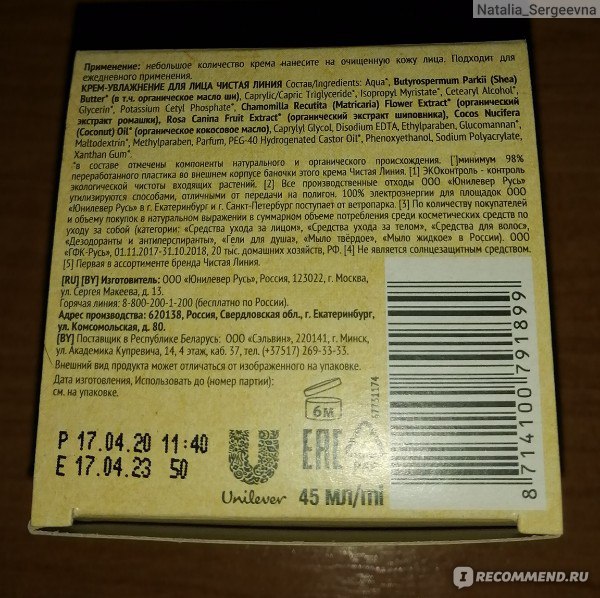 Natalia_Sergeevna
Применение: небольшое количество крема нанесите на очищенную кожу лица. Подходит для
ежедневного применения.
КРЕМ-УВЛАЖНЕНИЕ ДЛЯ ЛИЦА ЧИСТАЯ ЛИНИЯ Состав/Ingredients: Aqua*, Butyrospermum Parkii (Shea)
Butter* (в т.ч. органическое масло ши), Caprylic/Capric Triglyceride*, Isopropyl Myristate*, Cetearyl Alcohol*,
Glycerin*, Potassium Cetyl Phosphate*, Chamomilla Recutita (Matricaria) Flower Extract* (органический
экстракт ромашки), Rosa Canina Fruit Extract* (органический экстракт шиповника), Cocos Nucifera
(Coconut) Oil* (органическое кокосовое масло), Caprylyl Glycol, Disodium EDTA, Ethylparaben, Glucomannan*,
Maltodextrin*, Methylparaben, Parfum, PEG-40 Hydrogenated Castor Oil*, Phenoxyethanol, Sodium Polyacrylate,
Xanthan Gum*.
*в составе отмечены компоненты натурального и органического происхождения. [*]минимум 98%
переработанного пластика во внешнем корпусе баночки этого крема Чистая Линия. [1] ЭКОконтроль - контроль
экологической чистоты входящих растений. [2] Все производственные отходы ООО «Юнилевер Русь»
утилизируются способами, отличными от передачи на полигон. 100% электроэнергии для площадок ООО
«Юнилевер Русь» в г. Екатеринбург и г. Санкт-Петербург поступает от ветропарка. [3] По количеству покупателей
и объему покупок в натуральном выражении в суммарном объеме потребления среди косметических средств по
уходу за собой (категории: «Средства ухода за лицом», «Средства ухода за телом», «Средства для волос»,
«Дезодоранты и антиперспиранты», «Гели для душа», «Мыло твёрдое», «Мыло жидкое» в России). ООО
«ГФК-Русь», 01.11.2017-31.10.2018, 20 тыс. домашних хозяйств, РФ. [4] Не является солнцезащитным средством.
[5] Первая в ассортименте бренда Чистая Линия.
[RU] [BY] Изготовитель: ООО «Юнилевер Русь», Россия, 123022, г. Москва,
ул. Сергея Макеева, д. 13.
Горячая линия: 8-800-200-1-200 (бесплатно по России).
Адрес производства: 620138, Россия, Свердловская обл., г. Екатеринбург,
ул. Комсомольская, д. 80.
[BY] Поставщик в Республике Беларусь: ООО «Сэльвин», 220141, г. Минск,
ул. Академика Купревича, 14, 4 этаж, каб. 37, тел. (+37517) 269-33-33.
Внешний вид продукта может отличаться от изображенного на упаковке.
Дата изготовления, Использовать до (номер партии):
см. на упаковке.
67731174
6М
P 17.04.20 11:40
E 17.04.23 50
Unilever
EAC
PAP
45 мл/ml
8 714100 791899
IRECOMMEND.RU